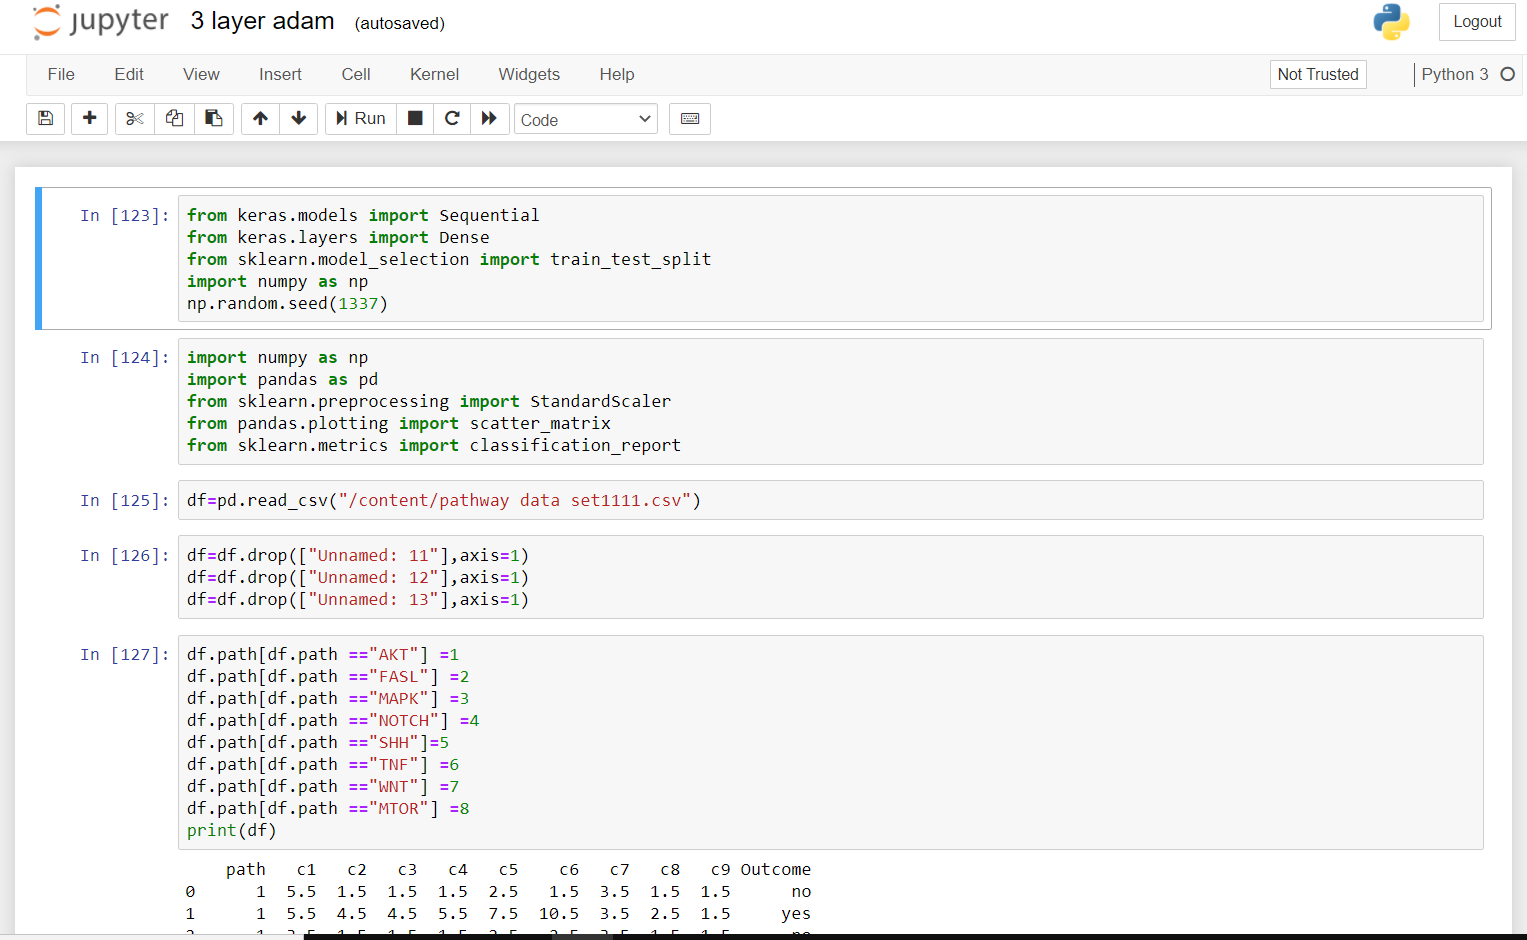 jupyter 3 layer adam (autosaved)
Logout
File Edit View Insert Cell Kernel Widgets Help
Not Trusted
Python 3
Run
Code
In [123]:
from keras.models import Sequential
from keras.layers import Dense
from sklearn.model_selection import train_test_split
import numpy as np
np.random.seed(1337)
In [124]:
import numpy as np
import pandas as pd
from sklearn.preprocessing import StandardScaler
from pandas.plotting import scatter_matrix
from sklearn.metrics import classification_report
In [125]:
df=pd.read_csv("/content/pathway data set1111.csv")
In [126]:
df=df.drop(["Unnamed: 11"],axis=1)
df=df.drop(["Unnamed: 12"],axis=1)
df=df.drop(["Unnamed: 13"],axis=1)
In [127]:
df.path[df.path =="AKT"] =1
df.path[df.path =="FASL"] =2
df.path[df.path =="MAPK"] =3
df.path[df.path =="NOTCH"] =4
df.path[df.path =="SHH"]=5
df.path[df.path =="TNF"] =6
df.path[df.path =="WNT"] =7
df.path[df.path =="MTOR"] =8
print(df)
path c1 c2 c3 c4 c5 c6 c7 c8 c9 Outcome
0 1 5.5 1.5 1.5 1.5 2.5 1.5 3.5 1.5 1.5 no
1 1 5.5 4.5 4.5 5.5 7.5 10.5 3.5 2.5 1.5 yes